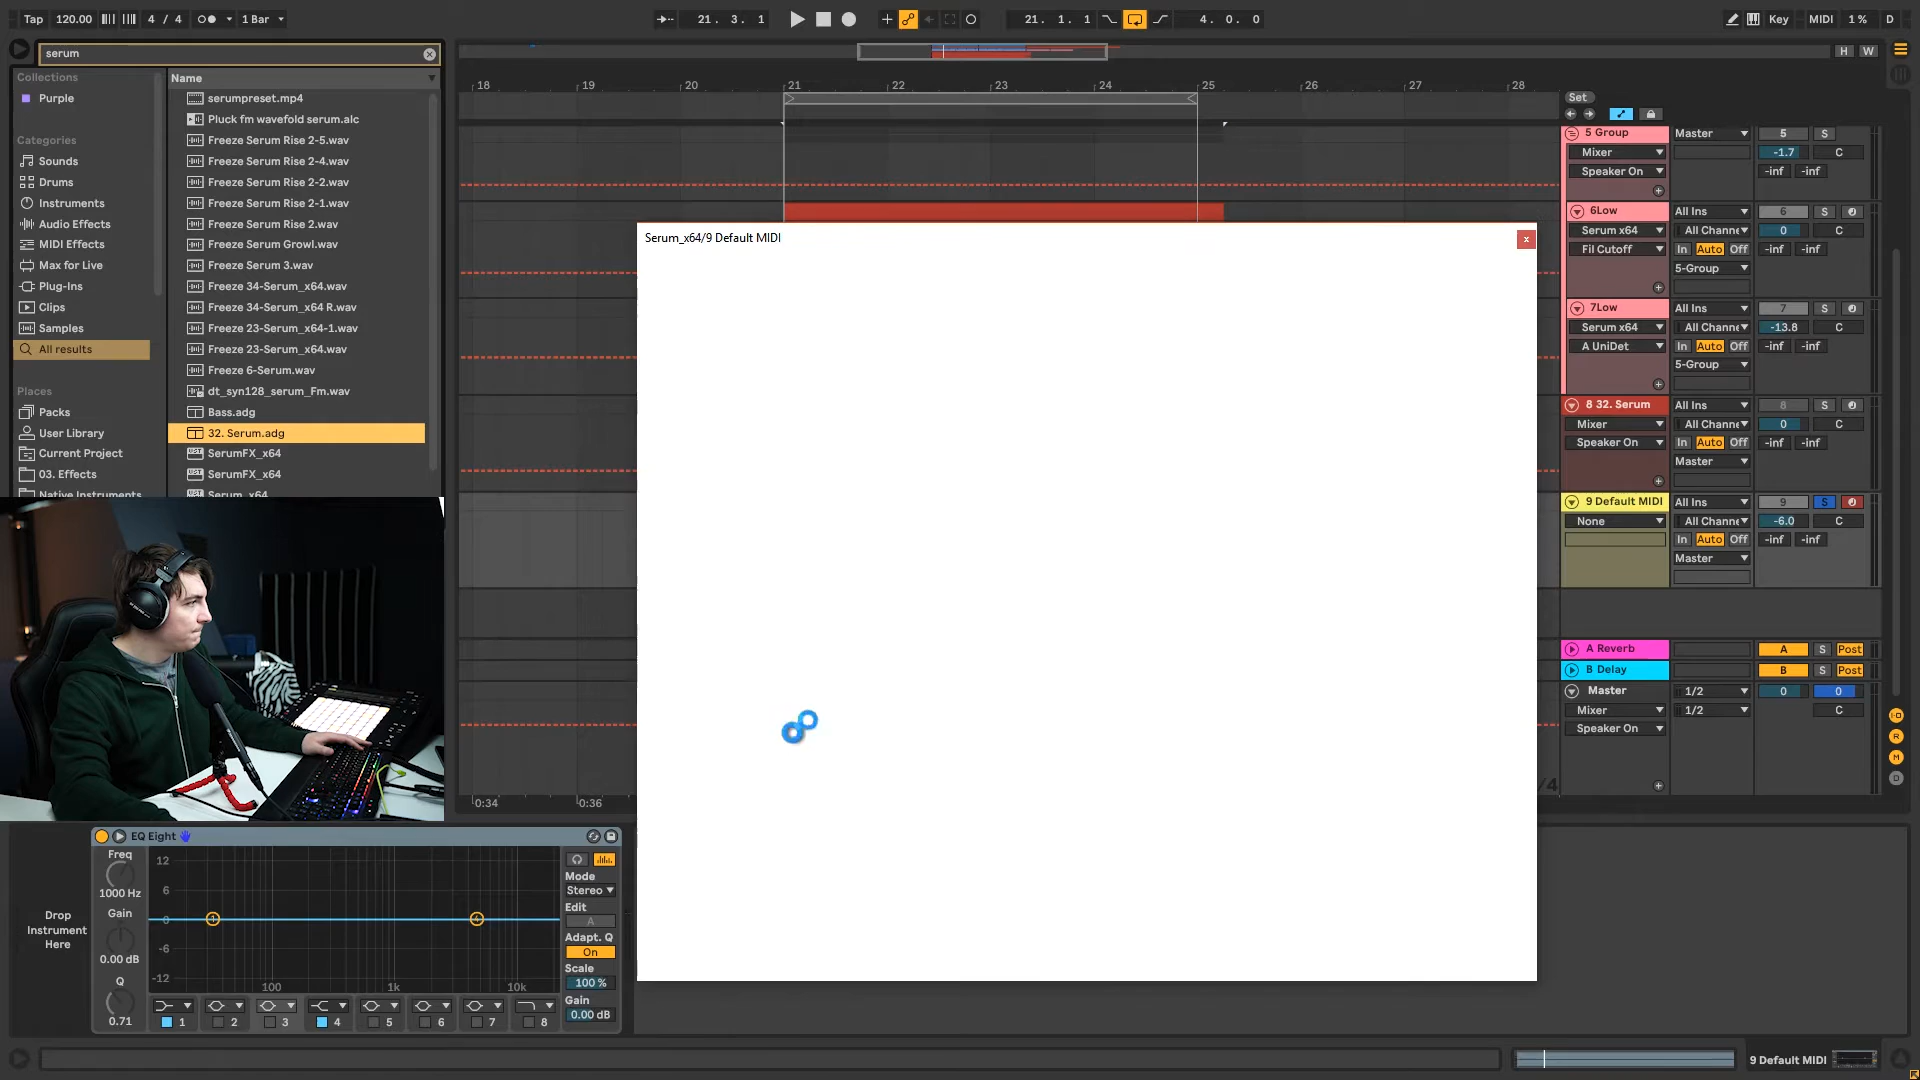 Tap 120.00 4 / 4 1 Bar 21. 3. 1 21. 1. 1 4. 0. 0 Key MIDI 1 % D
serum
H W
Collections
Purple
Categories
Sounds
Drums
Instruments
Audio Effects
MIDI Effects
Max for Live
Plug-Ins
Clips
Samples
All results
Places
Packs
User Library
Current Project
03. Effects
Native Instruments
Name
serumpreset.mp4
Pluck fm wavefold serum.alc
Freeze Serum Rise 2-5.wav
Freeze Serum Rise 2-4.wav
Freeze Serum Rise 2-2.wav
Freeze Serum Rise 2-1.wav
Freeze Serum Rise 2.wav
Freeze Serum Growl.wav
Freeze Serum 3.wav
Freeze 34-Serum_x64.wav
Freeze 34-Serum_x64 R.wav
Freeze 23-Serum_x64-1.wav
Freeze 23-Serum_x64.wav
Freeze 6-Serum.wav
dt_syn128_serum_Fm.wav
Bass.adg
32. Serum.adg
SerumFX_x64
SerumFX_x64
Serum_x64
18 19 20 21 22 23 24 25 26 27 28
Set
Serum_x64/9 Default MIDI
x
5 Group Master 5 S
Mixer -1.7 C
Speaker On -inf -inf
6Low All Ins 6 S
Serum x64 All Channe 0 C
Fil Cutoff In Auto Off -inf -inf
5-Group
7Low All Ins 7 S
Serum x64 All Channe -13.8 C
A UniDet In Auto Off -inf -inf
5-Group
8 32. Serum All Ins 8 S
Mixer All Channe 0 C
Speaker On In Auto Off -inf -inf
Master
9 Default MIDI All Ins 9 S
None All Channe -6.0 C
In Auto Off -inf -inf
Master
A Reverb A S Post
B Delay B S Post
Master 1/2 0 0
Mixer 1/2 C
Speaker On
I-O
R
M
D
0:34 0:36 /4
Drop
Instrument
Here
EQ Eight
Freq
1000 Hz
Gain
0.00 dB
Q
0.71
12
6
0
-6
-12
100 1k 10k
1 2 3 4 5 6 7 8
Mode
Stereo
Edit
A
Adapt. Q
On
Scale
100 %
Gain
0.00 dB
9 Default MIDI